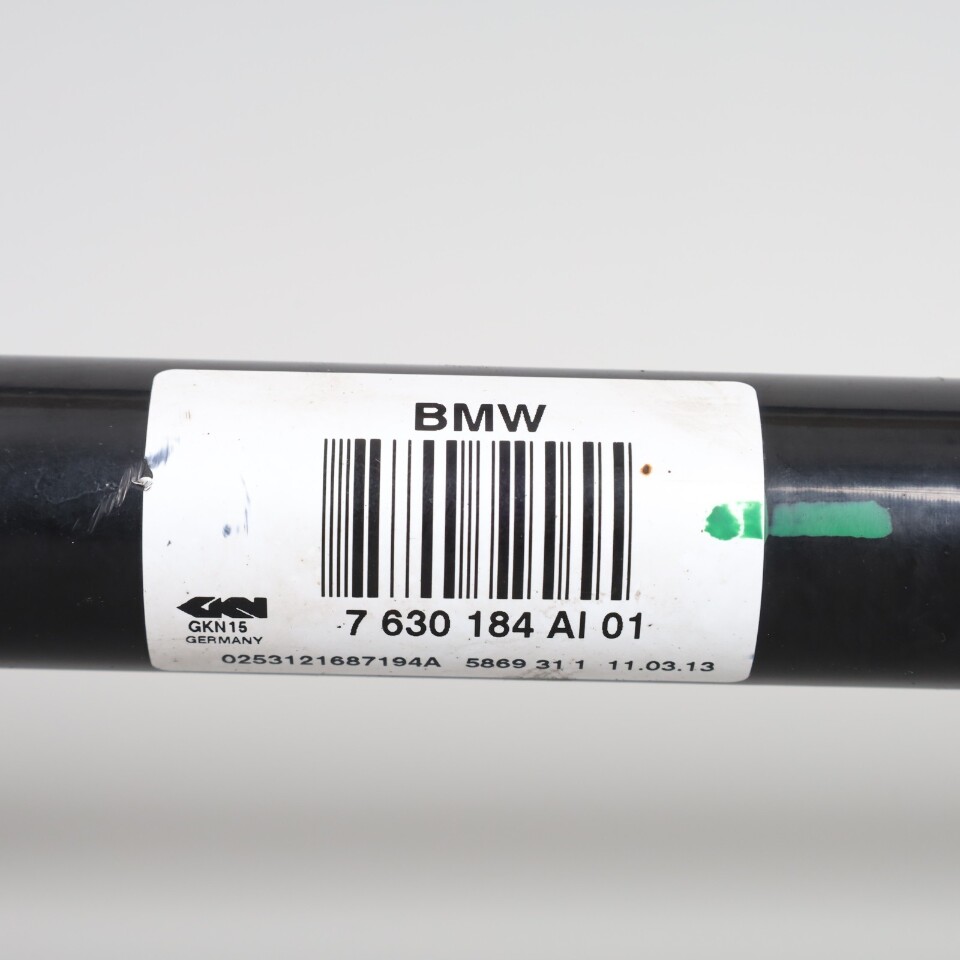 BMW
7 630 184 AI 01
GKN
GKN15
GERMANY
0253121687194A 5869 31 1 11.03.13